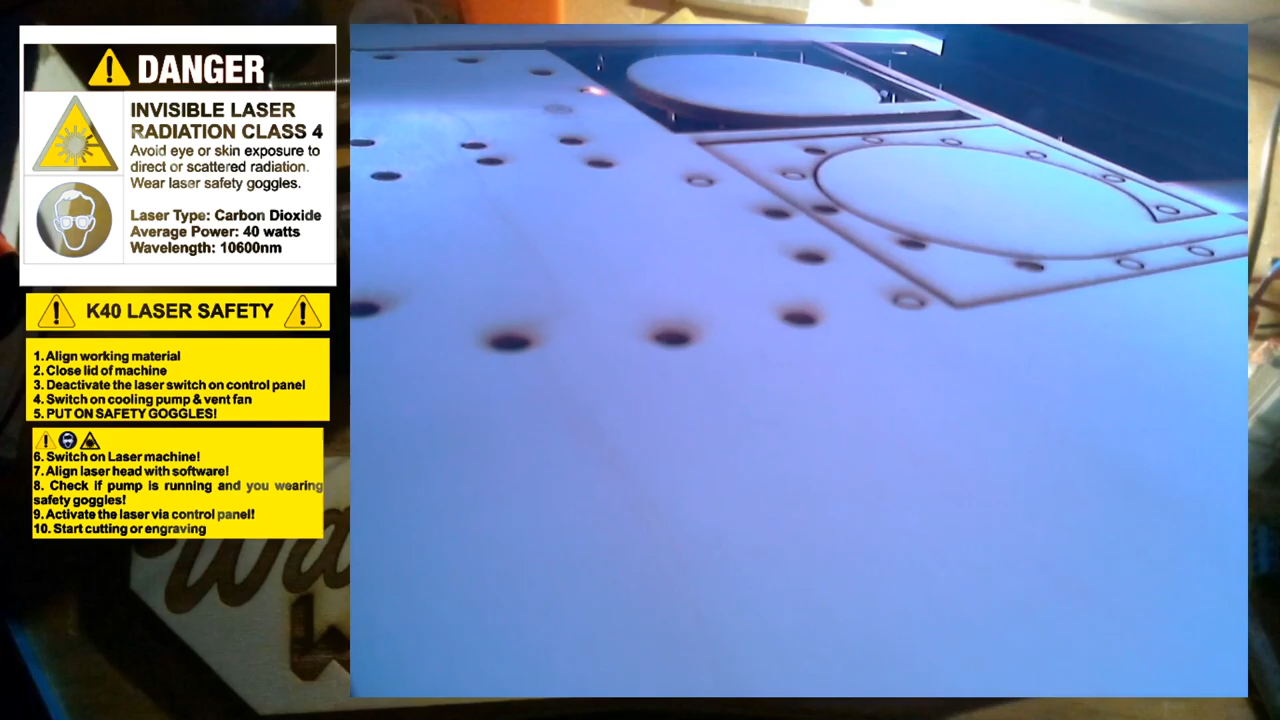 DANGER
INVISIBLE LASER
RADIATION CLASS 4
Avoid eye or skin exposure to
direct or scattered radiation.
Wear laser safety goggles.
Laser Type: Carbon Dioxide
Average Power: 40 watts
Wavelength: 10600nm
K40 LASER SAFETY
1. Align working material
2. Close lid of machine
3. Deactivate the laser switch on control panel
4. Switch on cooling pump & vent fan
5. PUT ON SAFETY GOGGLES!
6. Switch on Laser machine!
7. Align laser head with software!
8. Check if pump is running and you wearing
safety goggles!
9. Activate the laser via control panel!
10. Start cutting or engraving